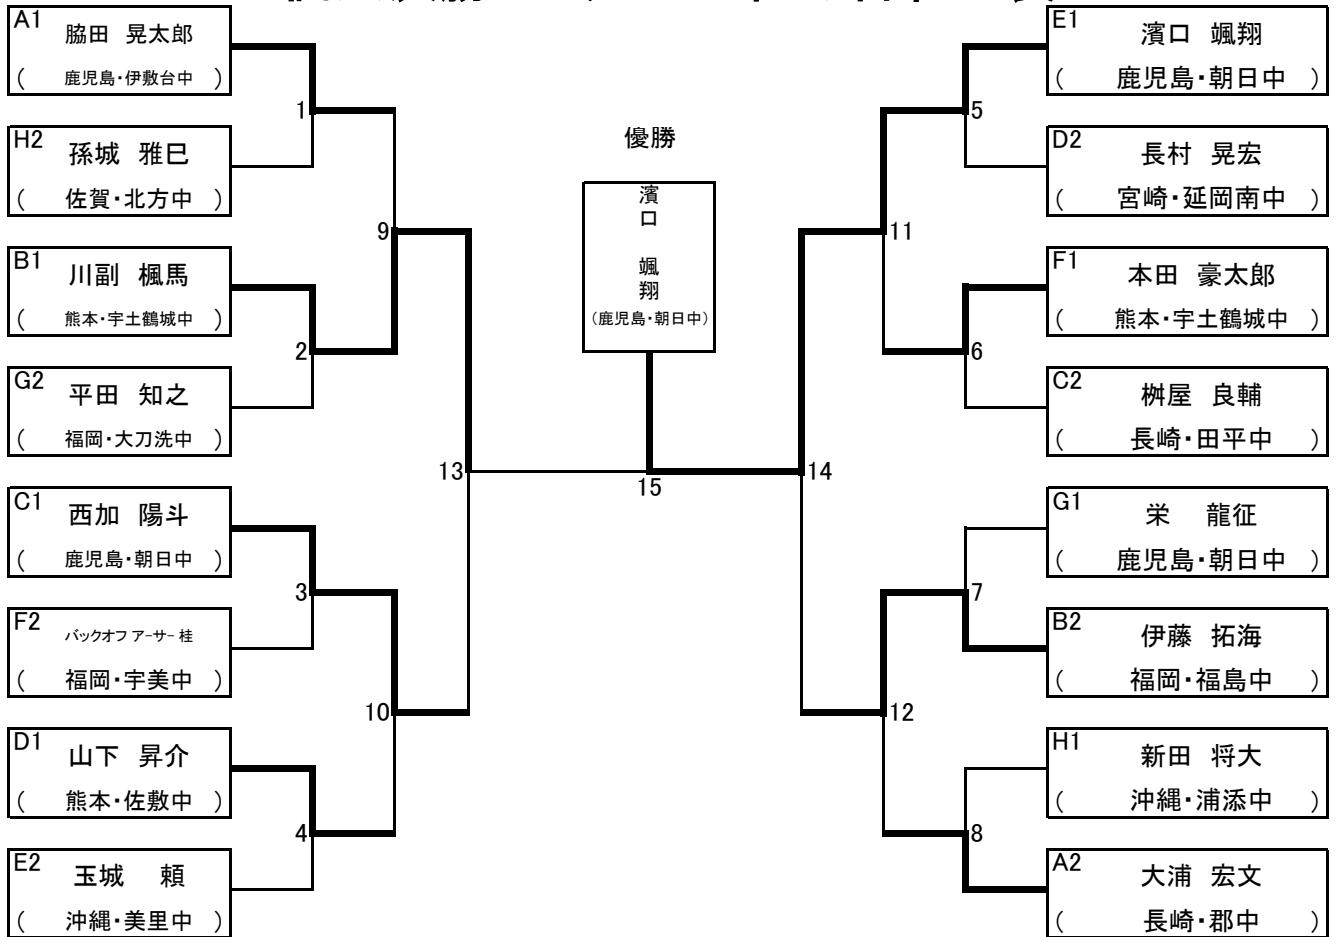 A1
脇田 晃太郎
( 鹿児島・伊敷台中 )
H2
孫城 雅巳
( 佐賀・北方中 )
B1
川副 楓馬
( 熊本・宇土鶴城中 )
G2
平田 知之
( 福岡・大刀洗中 )
C1
西加 陽斗
( 鹿児島・朝日中 )
F2
バックオフ アーサー 桂
( 福岡・宇美中 )
D1
山下 昇介
( 熊本・佐敷中 )
E2
玉城 頼
( 沖縄・美里中 )
1
2
3
4
9
10
13
優勝
濱口 颯翔
(鹿児島・朝日中)
15
14
11
12
5
6
7
8
E1
濱口 颯翔
( 鹿児島・朝日中 )
D2
長村 晃宏
( 宮崎・延岡南中 )
F1
本田 豪太郎
( 熊本・宇土鶴城中 )
C2
桝屋 良輔
( 長崎・田平中 )
G1
栄 龍征
( 鹿児島・朝日中 )
B2
伊藤 拓海
( 福岡・福島中 )
H1
新田 将大
( 沖縄・浦添中 )
A2
大浦 宏文
( 長崎・郡中 )